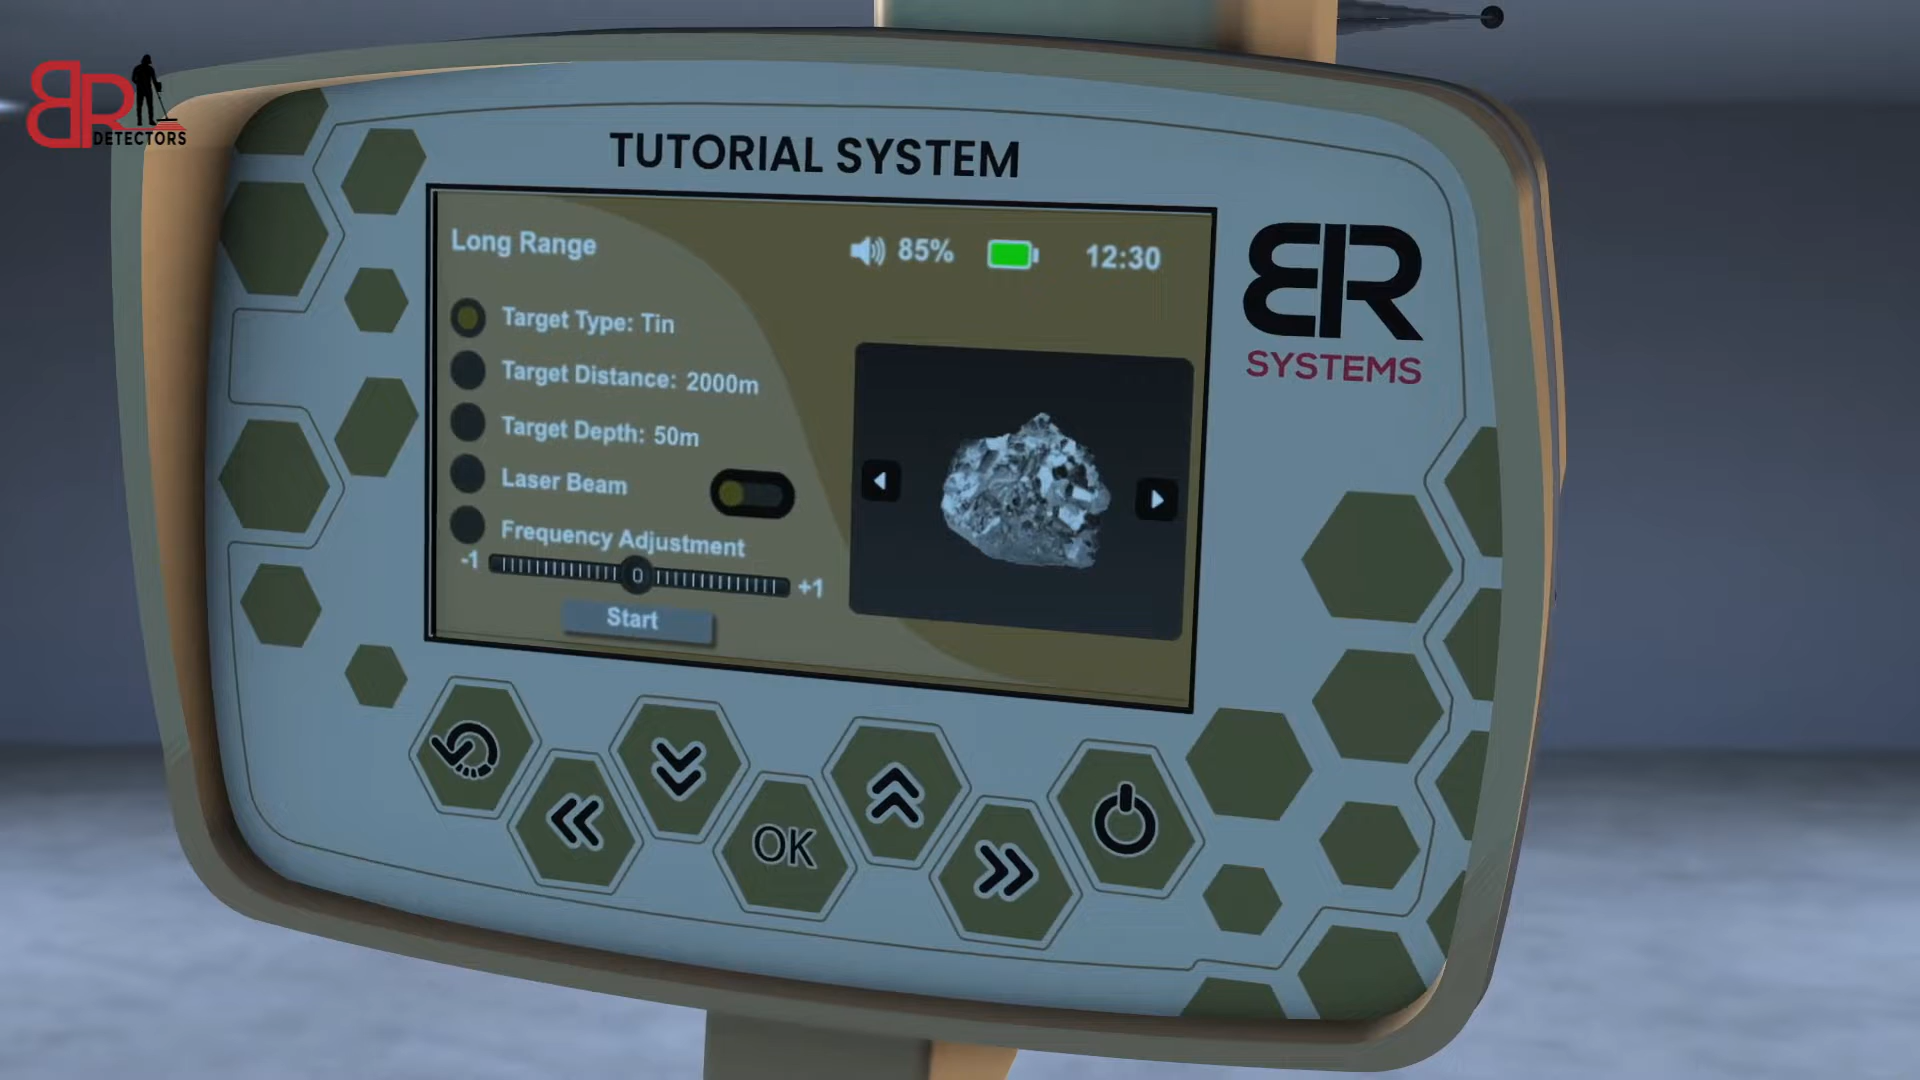 BR
DETECTORS
TUTORIAL SYSTEM
Long Range
85%
12:30
Target Type: Tin
Target Distance: 2000m
Target Depth: 50m
Laser Beam
Frequency Adjustment
-1
0
+1
Start
BR
SYSTEMS
OK